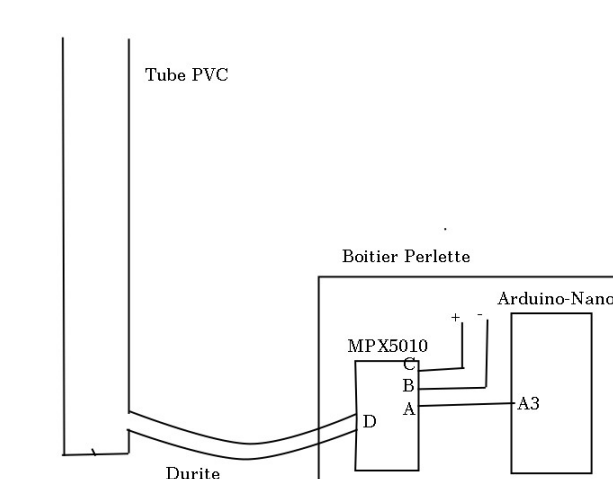 Tube PVC
Boitier Perlette
Arduino-Nano
+ -
MPX5010
C
B
A
A3
D
Durite